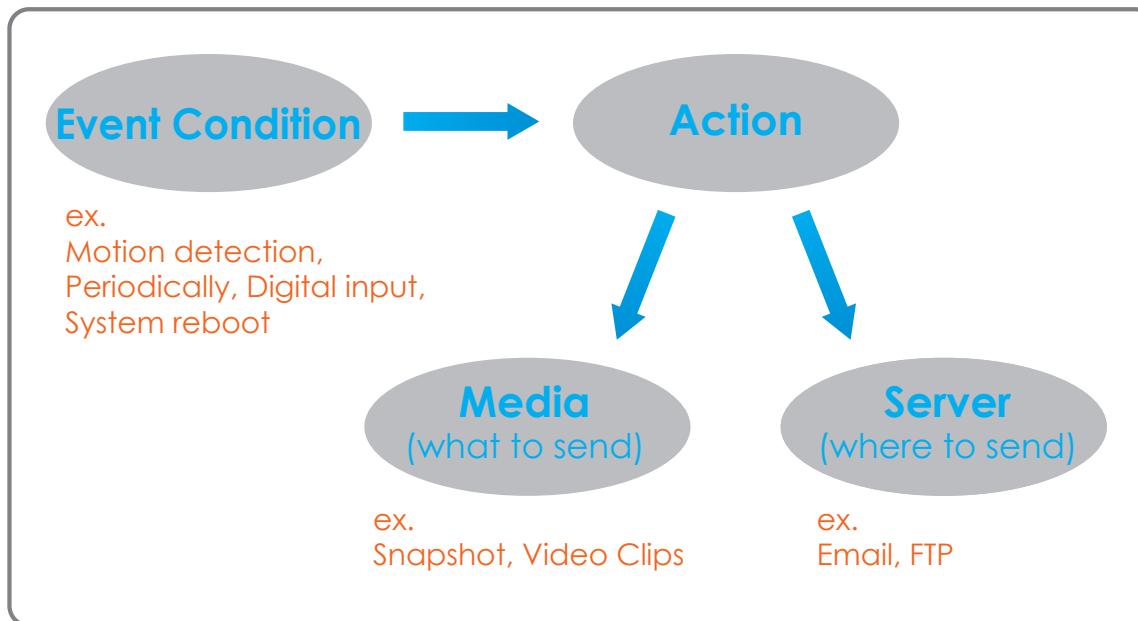 Event Condition
ex.
Motion detection,
Periodically, Digital input,
System reboot
Action
Media
(what to send)
ex.
Snapshot, Video Clips
Server
(where to send)
ex.
Email, FTP